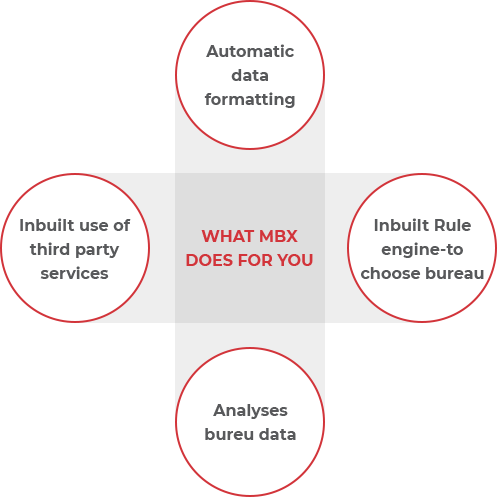 Automatic
data
formatting
Inbuilt use of
third party
services
WHAT MBX
DOES FOR YOU
Inbuilt Rule
engine-to
choose bureau
Analyses
bureu data